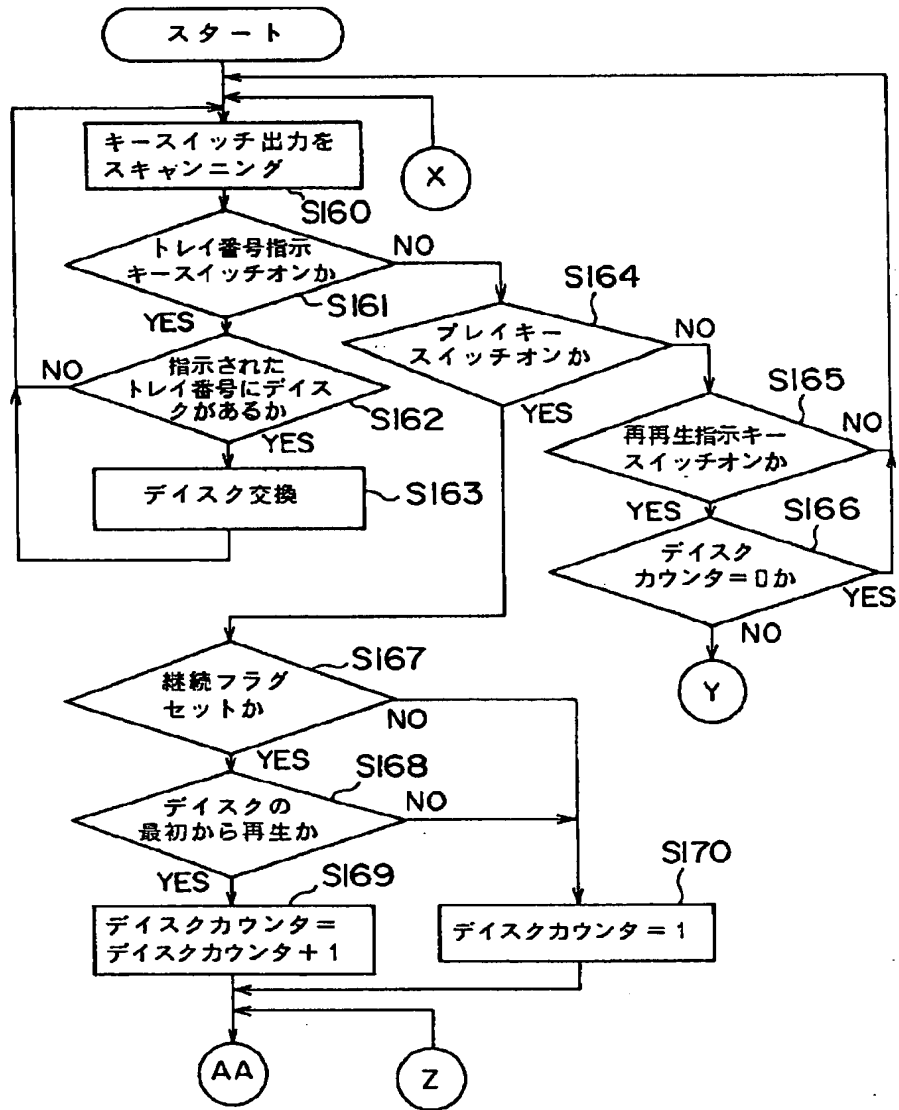 スタート
キースイッチ出力を
スキャンニング
X
S160
トレイ番号指示
キースイッチオンか
NO
S161
YES
S164
プレイキー
スイッチオンか
NO
YES
NO
指示された
トレイ番号にデイス
クがあるか
S162
YES
S165
再再生指示キー
スイッチオンか
NO
YES
デイスク交換
S163
S166
デイスク
カウンタ=0か
YES
NO
Y
S167
継続フラグ
セットか
NO
YES
S168
デイスクの
最初から再生か
NO
YES
S169
デイスクカウンタ=
デイスクカウンタ+1
S170
デイスクカウンタ=1
AA
Z